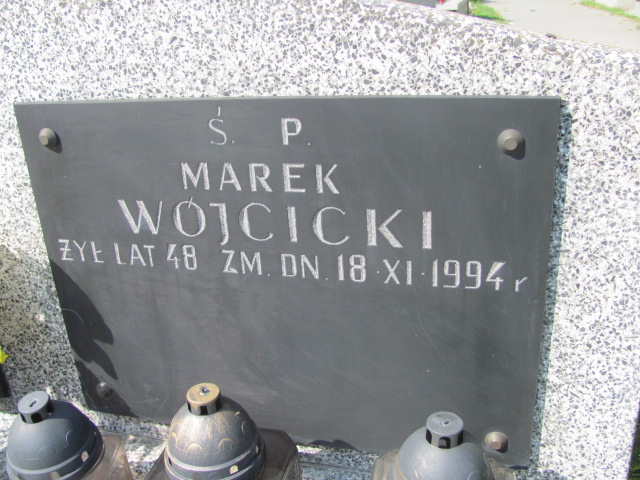 Ś. P.
MAREK
WÓJCICKI
ŻYŁ LAT 48 ZM. DN. 18·XI·1994 r